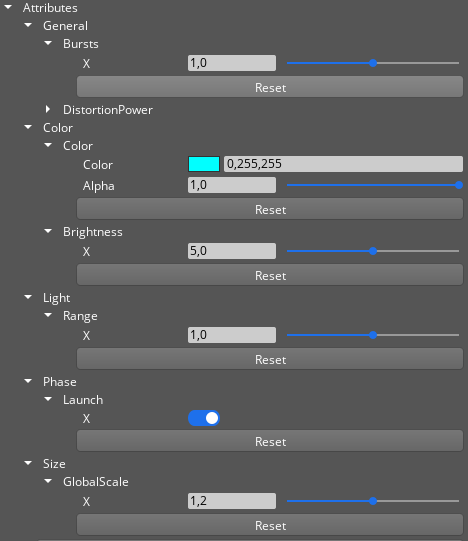 Attributes
General
Bursts
X 1,0
Reset
DistortionPower
Color
Color
Color 0,255,255
Alpha 1,0
Reset
Brightness
X 5,0
Reset
Light
Range
X 1,0
Reset
Phase
Launch
X
Reset
Size
GlobalScale
X 1,2
Reset